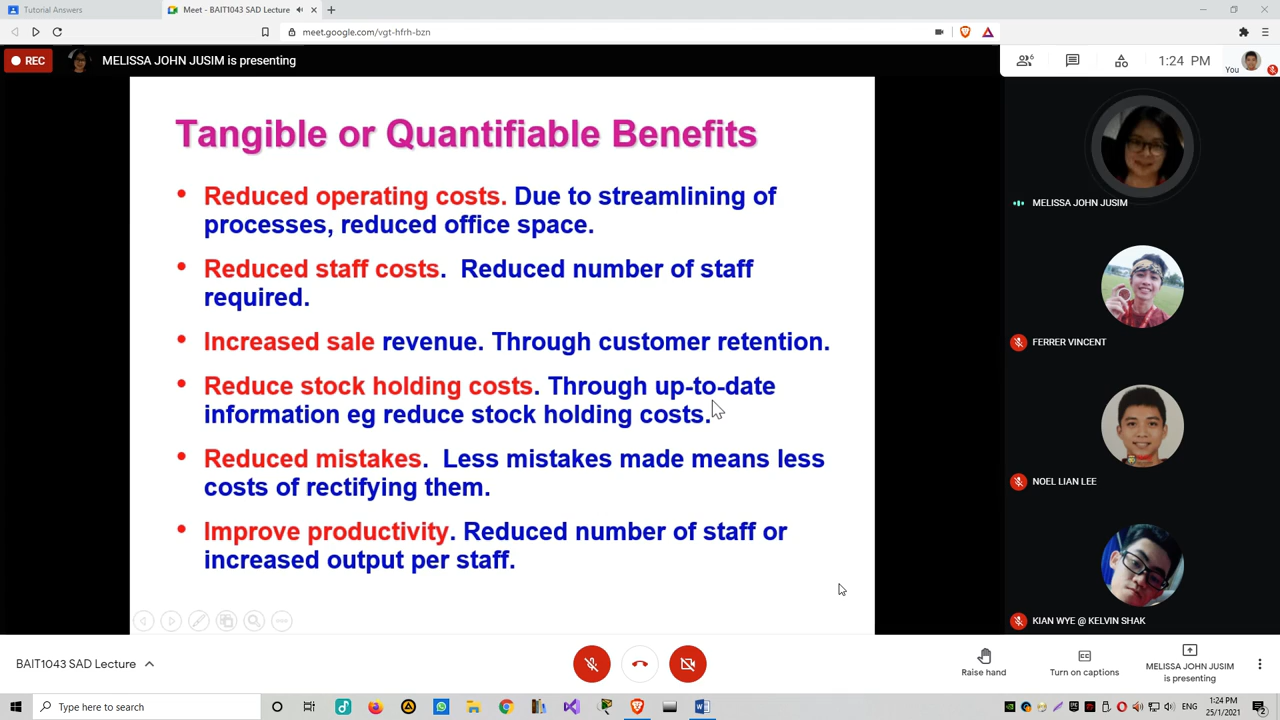 Tutorial Answers
Meet - BAIT1043 SAD Lecture
meet.google.com/vgt-hfrh-bzn
REC
MELISSA JOHN JUSIM is presenting
6
1:24 PM
You
Tangible or Quantifiable Benefits
• Reduced operating costs. Due to streamlining of
processes, reduced office space.
• Reduced staff costs. Reduced number of staff
required.
• Increased sale revenue. Through customer retention.
• Reduce stock holding costs. Through up-to-date
information eg reduce stock holding costs.
• Reduced mistakes. Less mistakes made means less
costs of rectifying them.
• Improve productivity. Reduced number of staff or
increased output per staff.
MELISSA JOHN JUSIM
FERRER VINCENT
NOEL LIAN LEE
KIAN WYE @ KELVIN SHAK
BAIT1043 SAD Lecture
Raise hand
Turn on captions
MELISSA JOHN JUSIM
is presenting
Type here to search
ENG
1:24 PM
25/1/2021